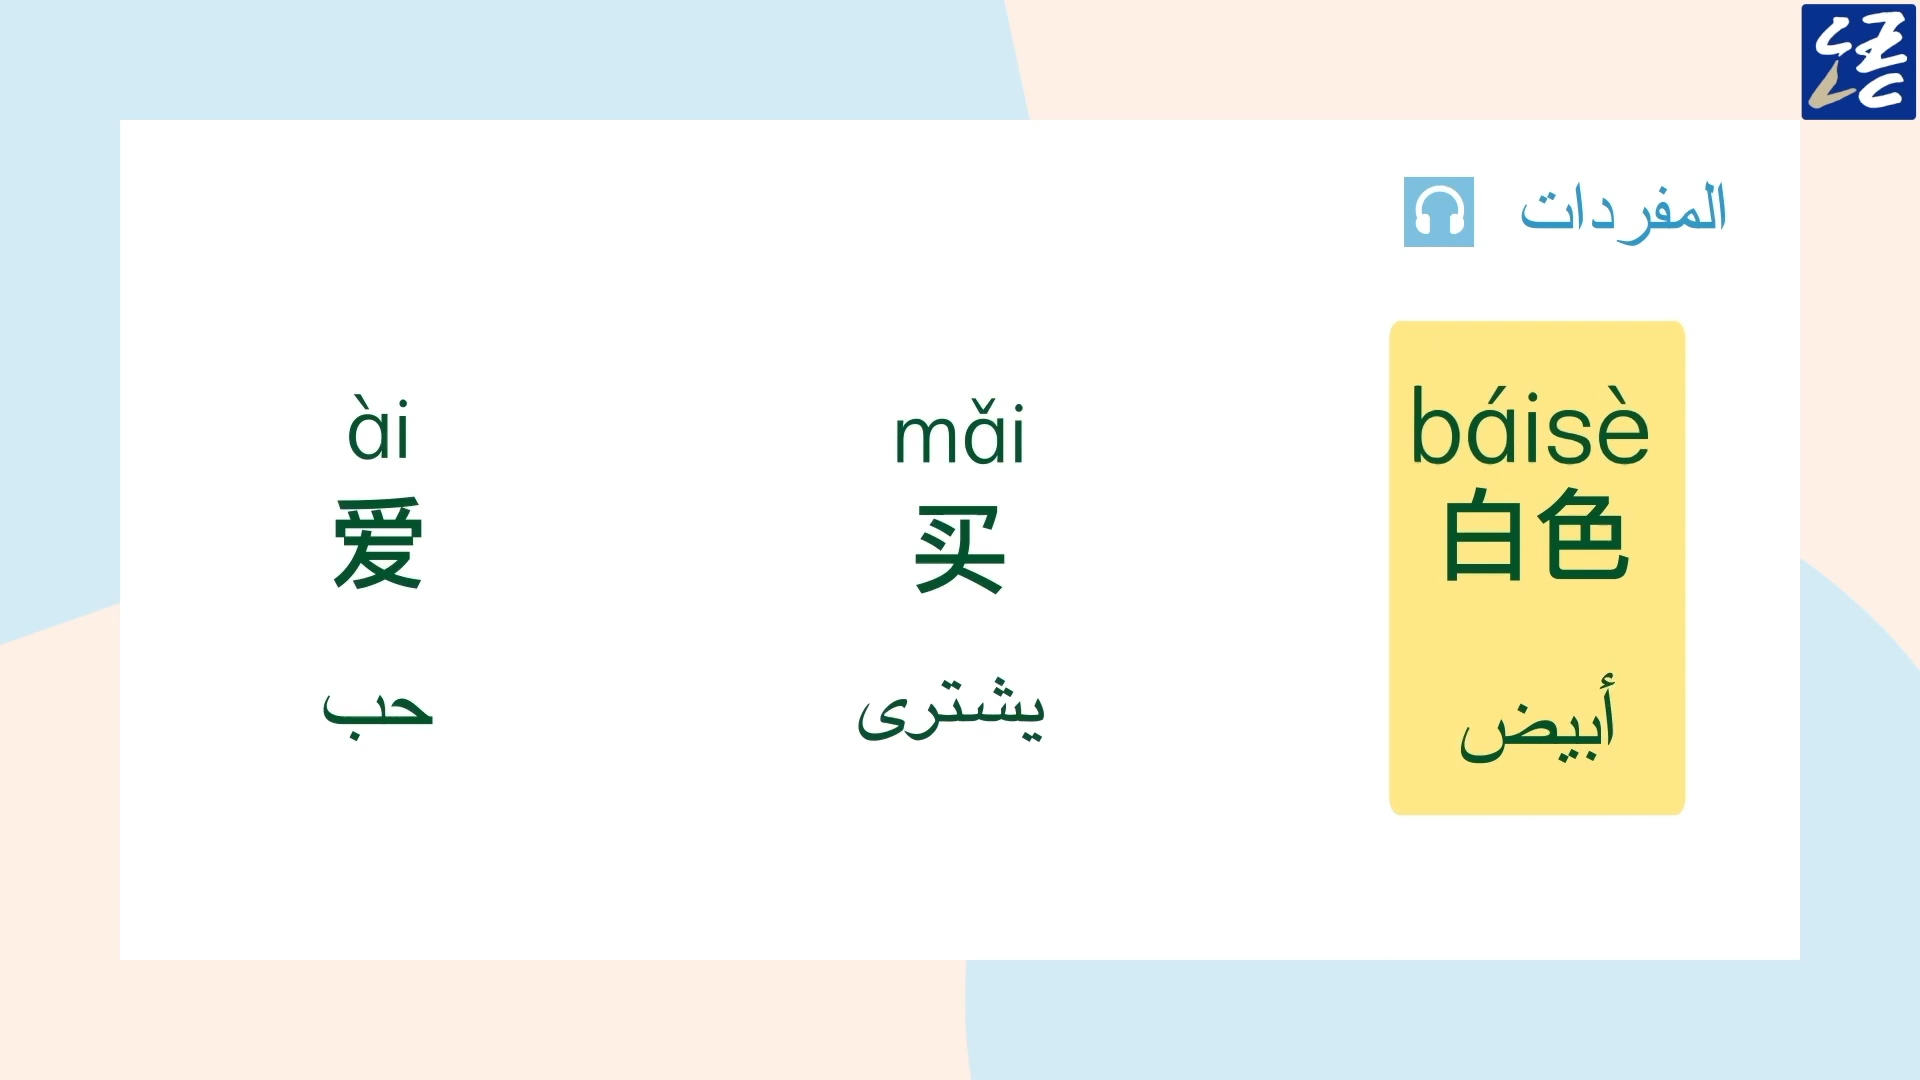 المفردات
báisè
白色
أبيض
mǎi
买
يشترى
ài
爱
حب